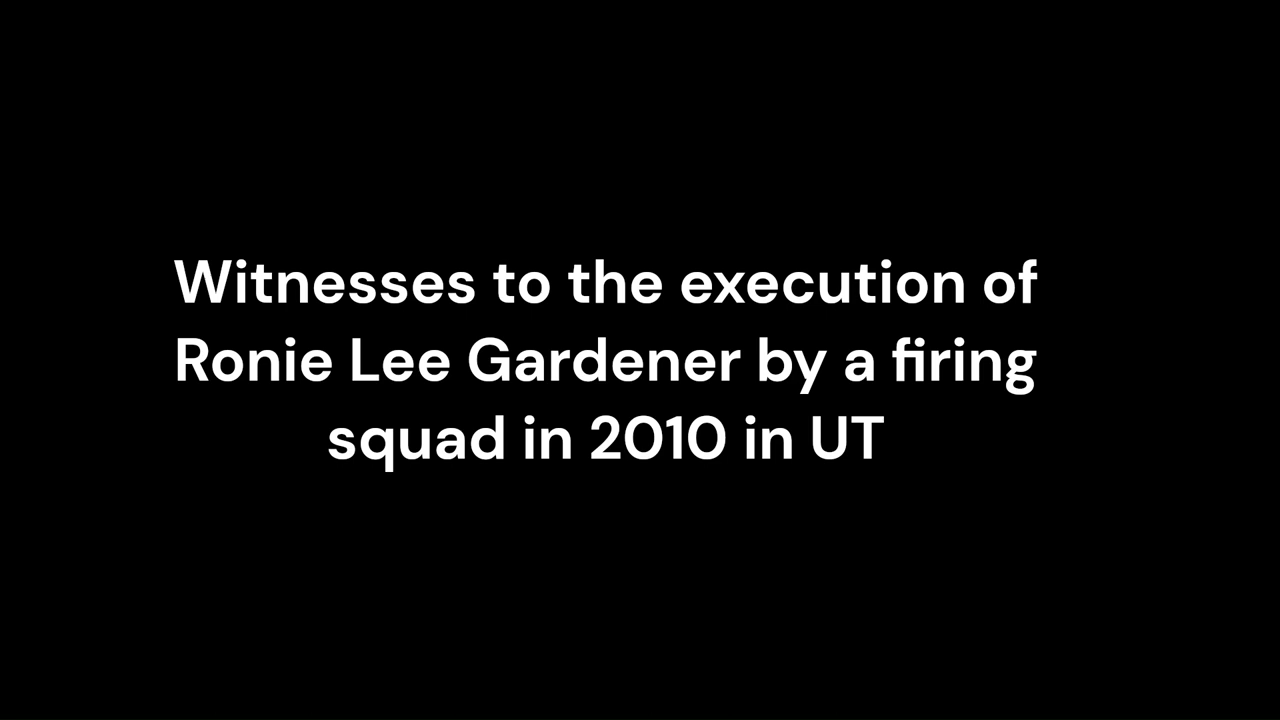 Witnesses to the execution of
Ronie Lee Gardener by a firing
squad in 2010 in UT